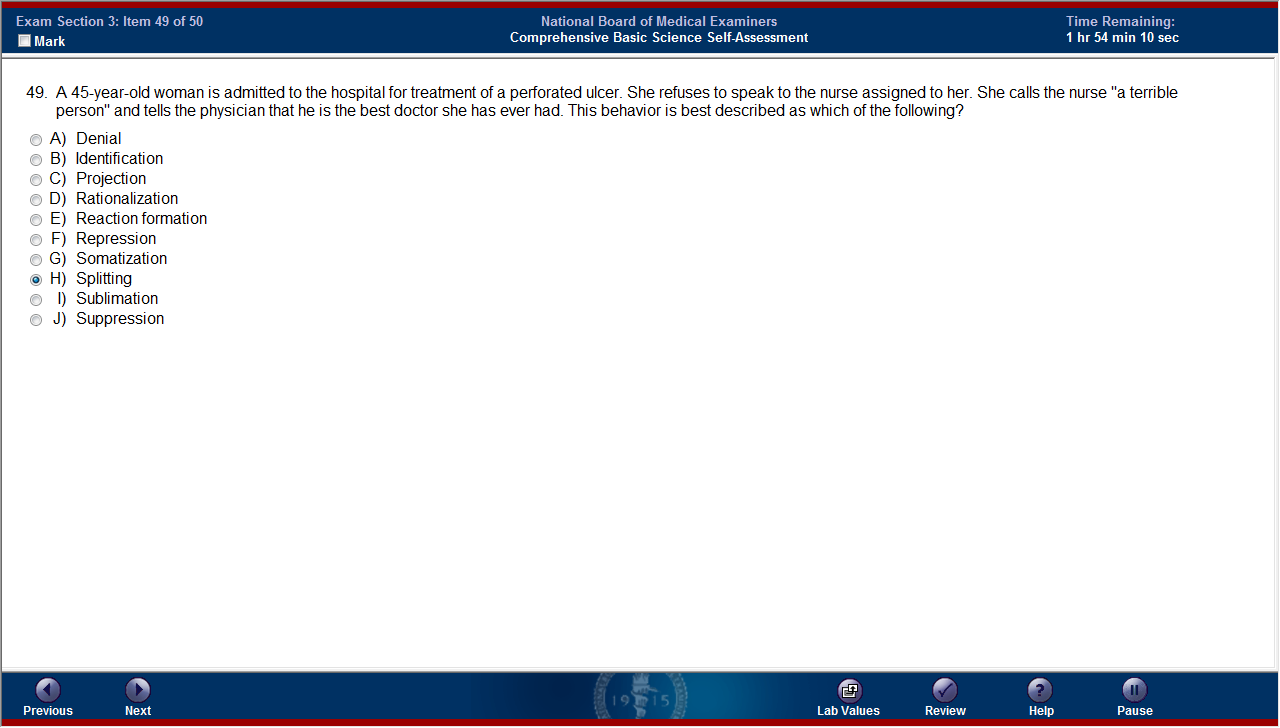 Exam Section 3: Item 49 of 50
National Board of Medical Examiners
Time Remaining:
Mark
Comprehensive Basic Science Self-Assessment
1 hr 54 min 10 sec
49. A 45-year-old woman is admitted to the hospital for treatment of a perforated ulcer. She refuses to speak to the nurse assigned to her. She calls the nurse "a terrible
person" and tells the physician that he is the best doctor she has ever had. This behavior is best described as which of the following?
A) Denial
B) Identification
C) Projection
D) Rationalization
E) Reaction formation
F) Repression
G) Somatization
H) Splitting
I) Sublimation
J) Suppression
1915
Previous
Next
Lab Values
Review
Help
Pause